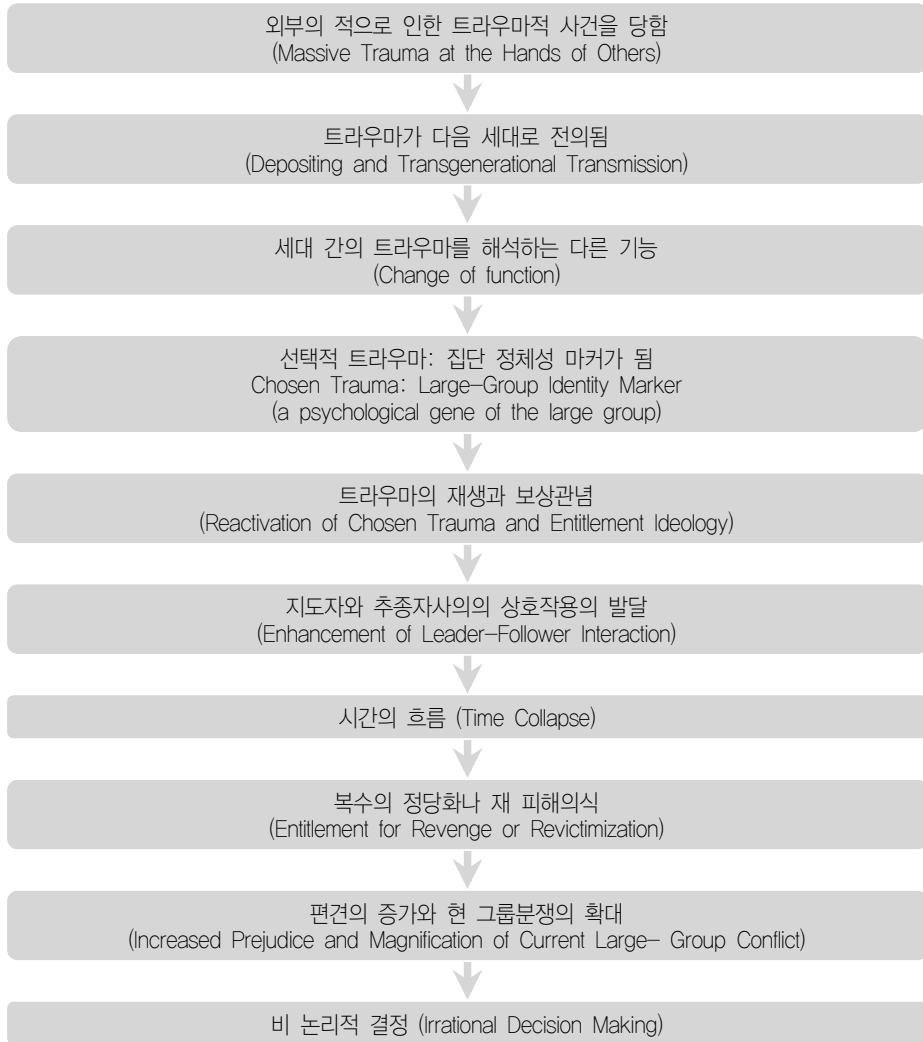 외부의 적으로 인한 트라우마적 사건을 당함
(Massive Trauma at the Hands of Others)
트라우마가 다음 세대로 전의됨
(Depositing and Transgenerational Transmission)
세대 간의 트라우마를 해석하는 다른 기능
(Change of function)
선택적 트라우마: 집단 정체성 마커가 됨
Chosen Trauma: Large-Group Identity Marker
(a psychological gene of the large group)
트라우마의 재생과 보상관념
(Reactivation of Chosen Trauma and Entitlement Ideology)
지도자와 추종자사의의 상호작용의 발달
(Enhancement of Leader-Follower Interaction)
시간의 흐름 (Time Collapse)
복수의 정당화나 재 피해의식
(Entitlement for Revenge or Revictimization)
편견의 증가와 현 그룹분쟁의 확대
(Increased Prejudice and Magnification of Current Large- Group Conflict)
비 논리적 결정 (Irrational Decision Making)